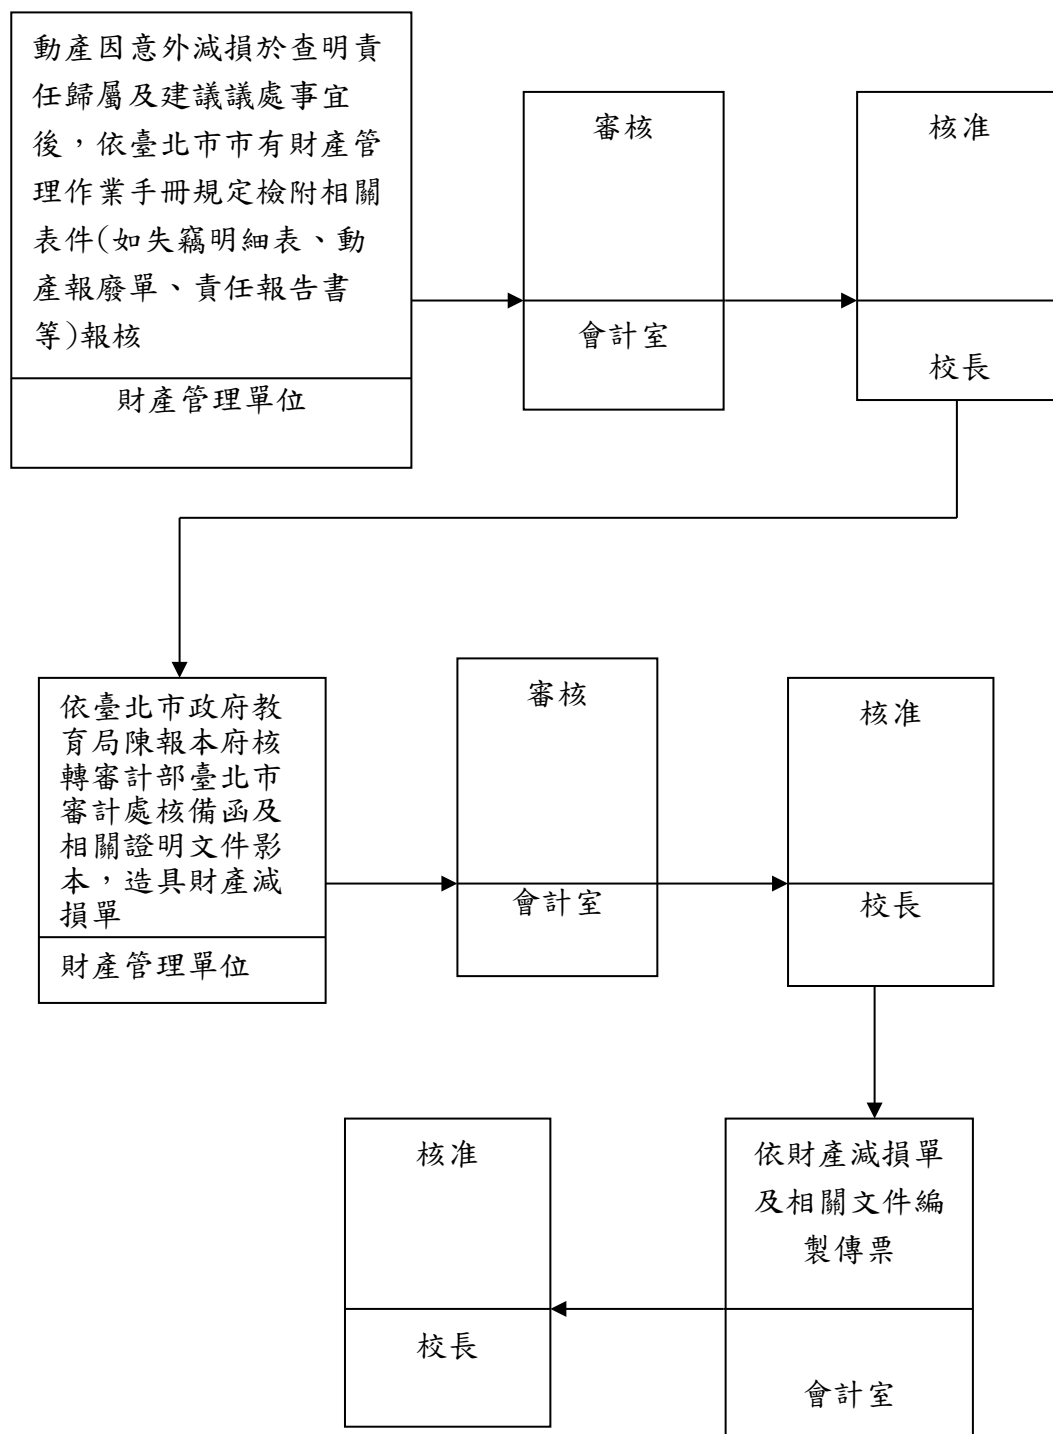 動產因意外減損於查明責
任歸屬及建議議處事宜
後，依臺北市市有財產管
理作業手冊規定檢附相關
表件(如失竊明細表、動
產報廢單、責任報告書
等)報核
財產管理單位
審核
會計室
核准
校長
依臺北市政府教
育局陳報本府核
轉審計部臺北市
審計處核備函及
相關證明文件影
本，造具財產減
損單
財產管理單位
審核
會計室
核准
校長
依財產減損單
及相關文件編
製傳票
會計室
核准
校長